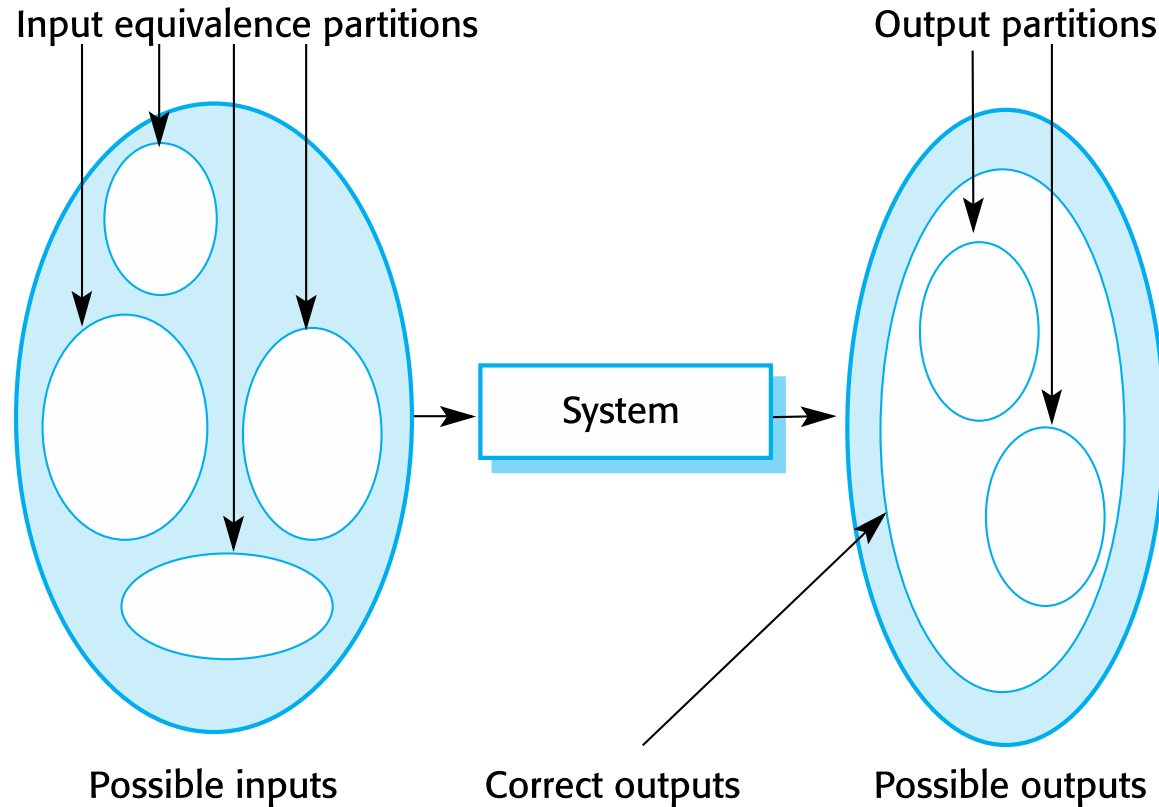 Input equivalence partitions
Output partitions
System
Possible inputs
Correct outputs
Possible outputs